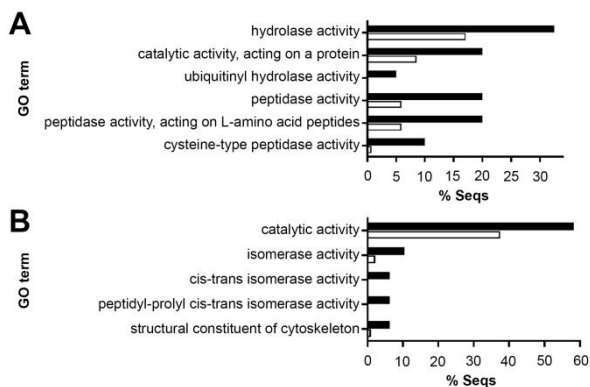 A
GO term
hydrolase activity
catalytic activity, acting on a protein
ubiquitinyl hydrolase activity
peptidase activity
peptidase activity, acting on L-amino acid peptides
cysteine-type peptidase activity
0 5 10 15 20 25 30
% Seqs
B
GO term
catalytic activity
isomerase activity
cis-trans isomerase activity
peptidyl-prolyl cis-trans isomerase activity
structural constituent of cytoskeleton
0 10 20 30 40 50 60
% Seqs